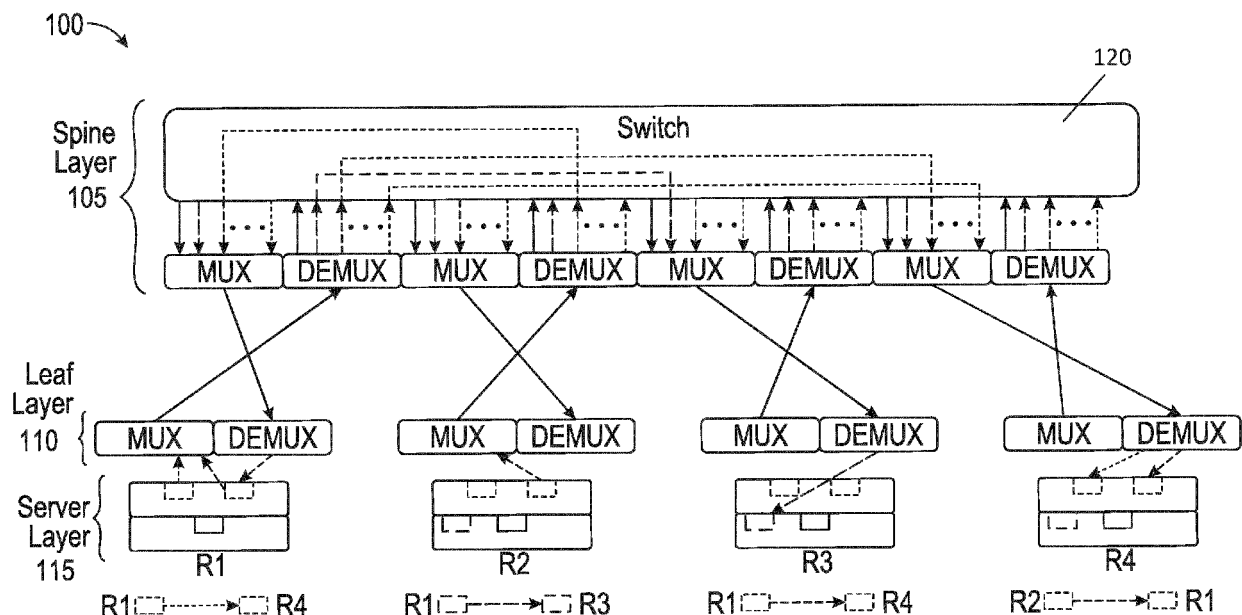 100
120
Spine
Layer
105
Switch
MUX DEMUX MUX DEMUX MUX DEMUX MUX DEMUX
Leaf
Layer
110
MUX DEMUX MUX DEMUX MUX DEMUX MUX DEMUX
Server
Layer
115
R1 R2 R3 R4
R1 R4 R1 R3 R1 R4 R2 R1